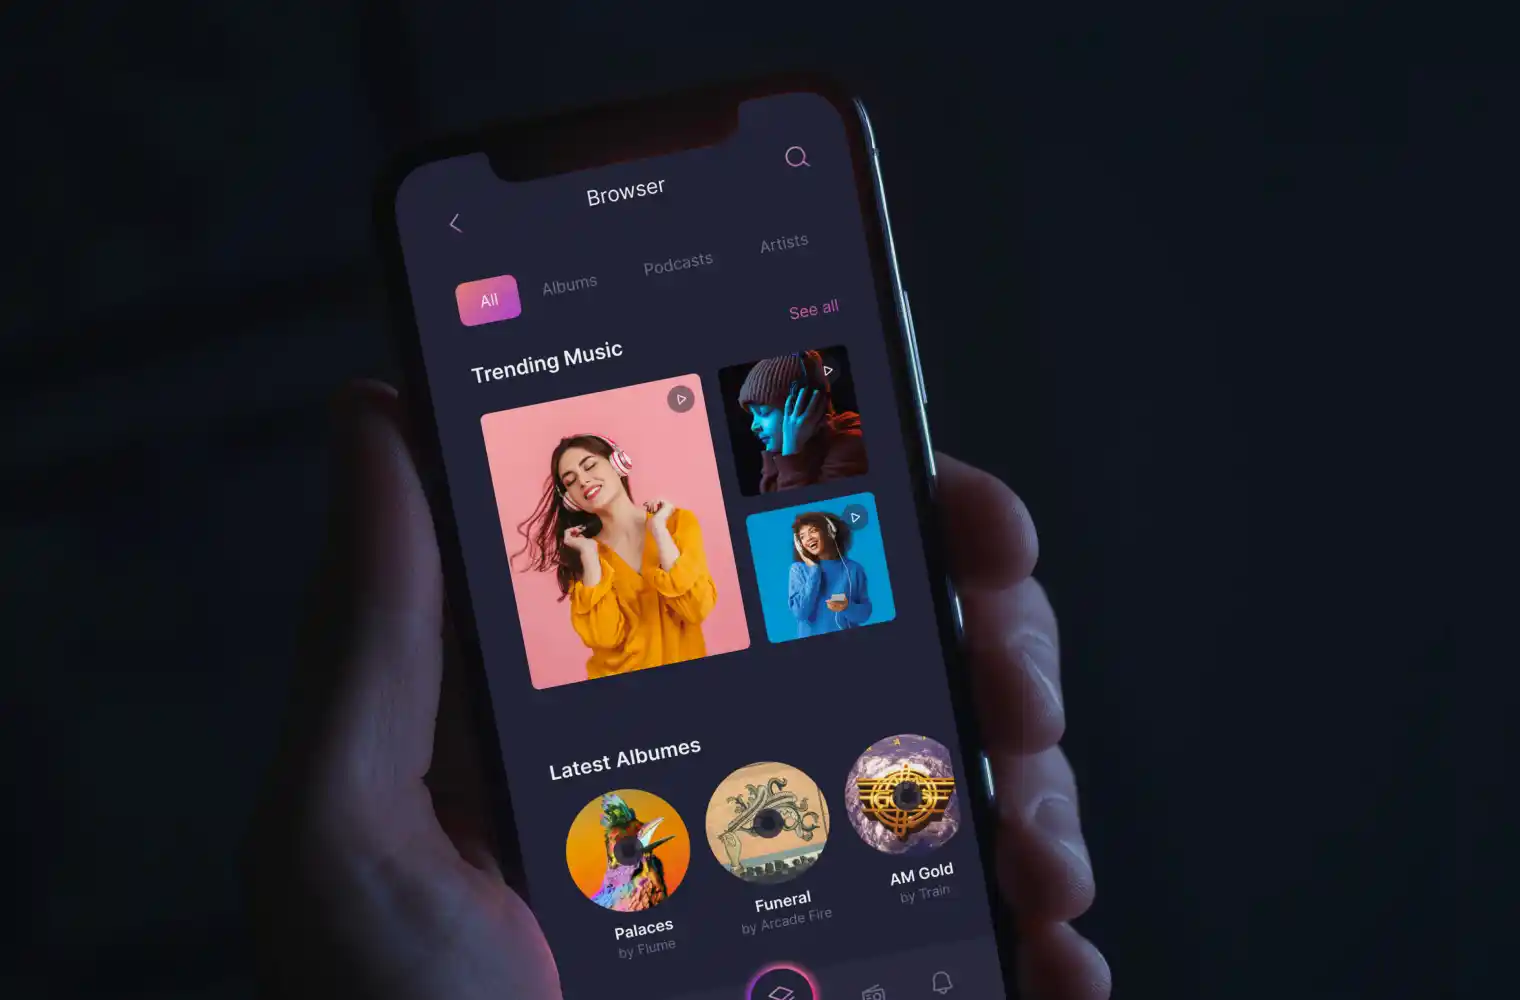 Browser
All
Albums
Podcasts
Artists
Trending Music
See all
Latest Albumes
Palaces
by Flume
Funeral
by Arcade Fire
AM Gold
by Train